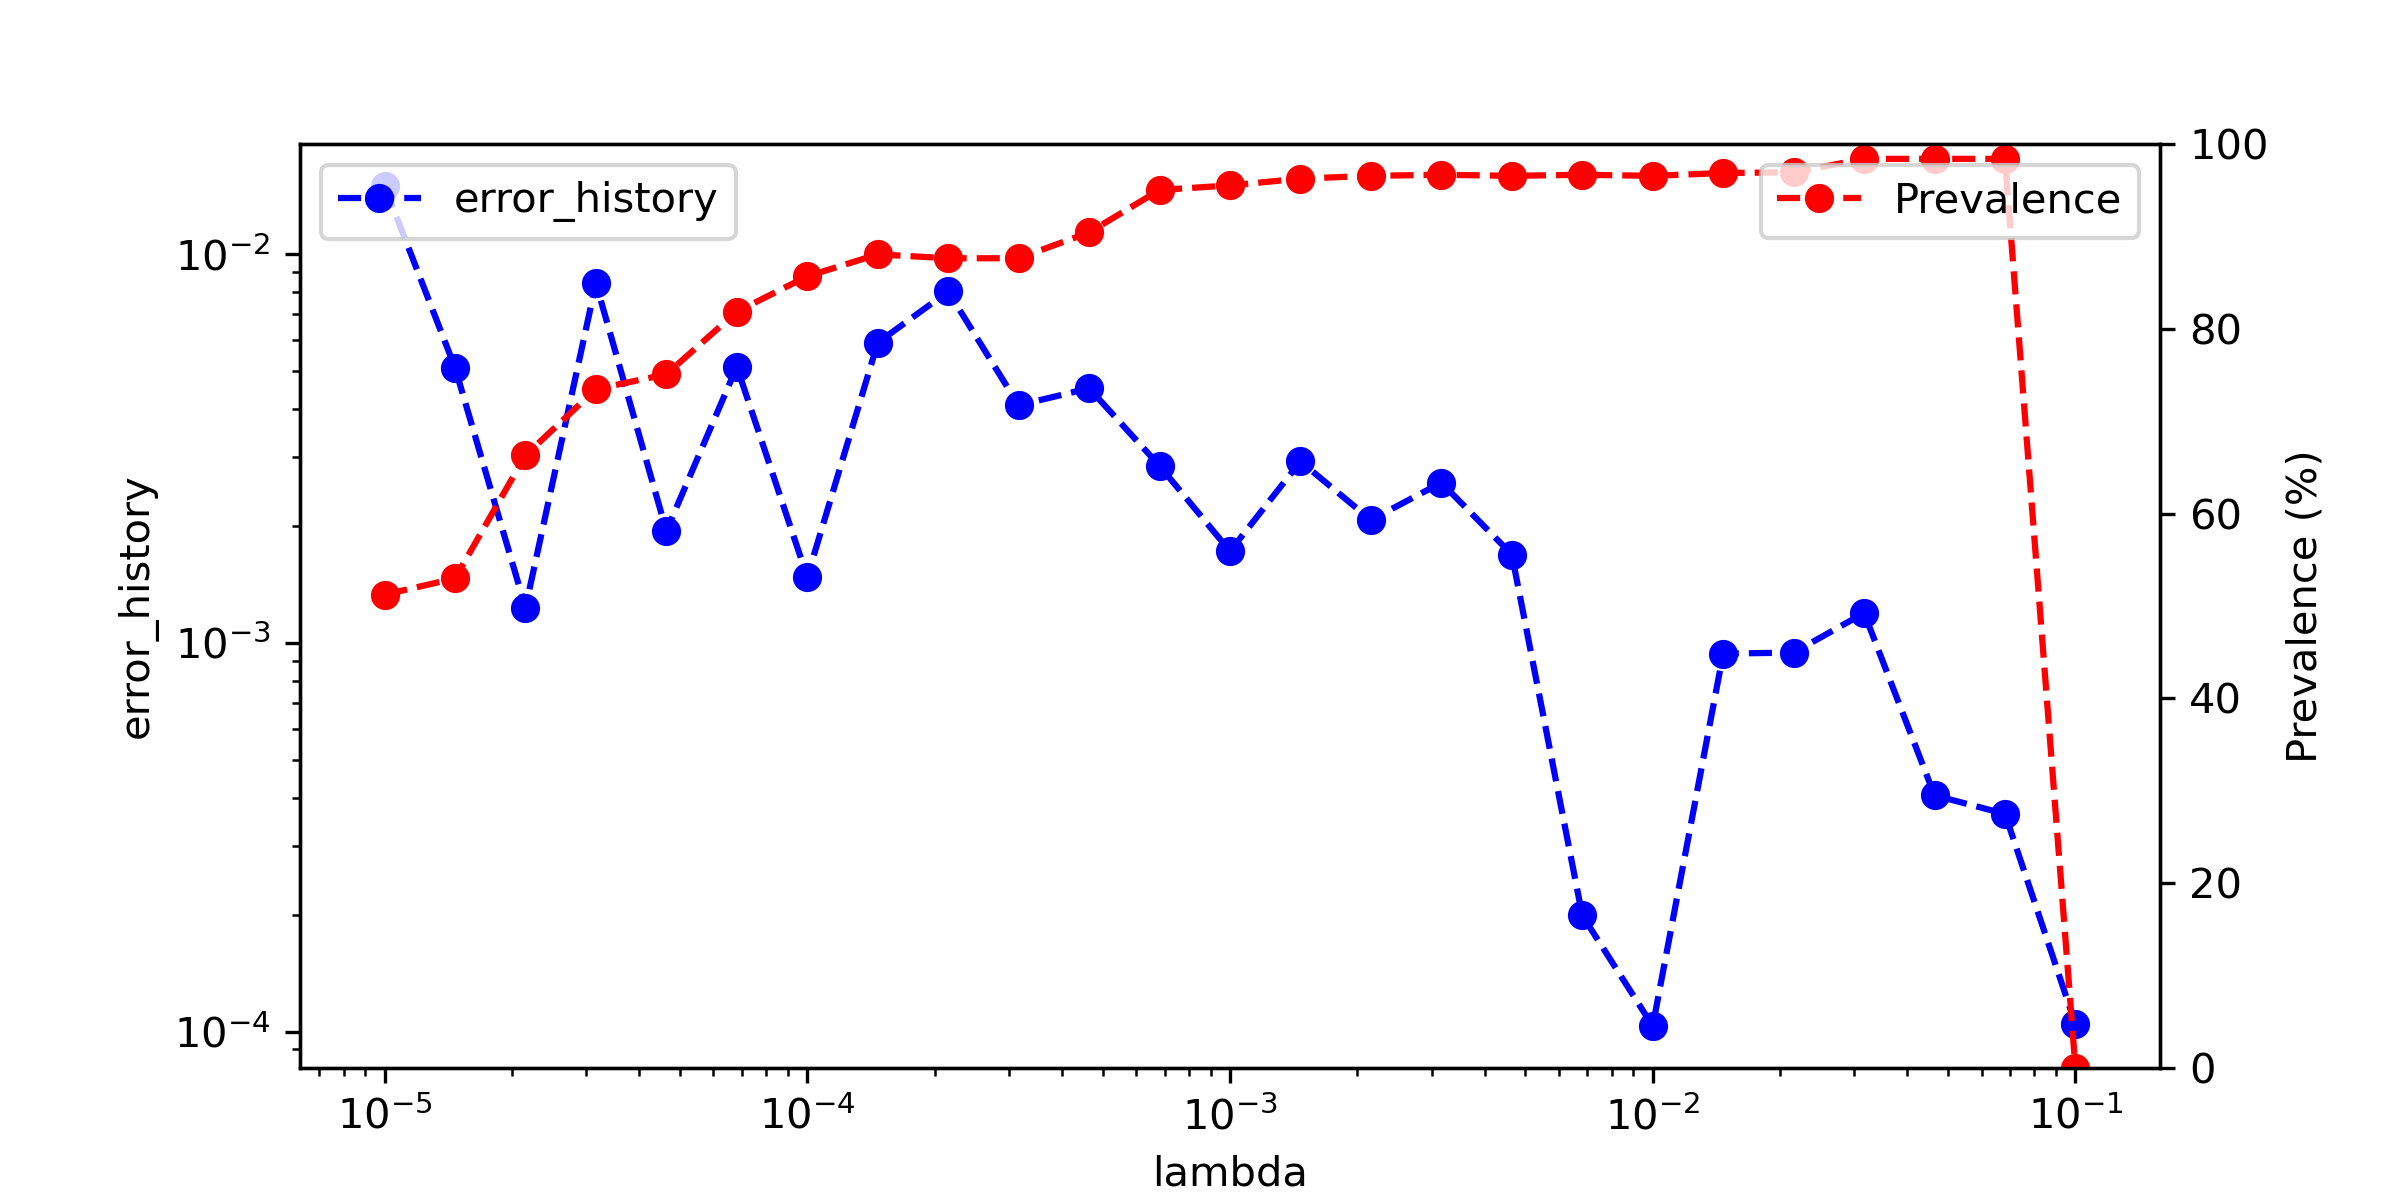 error_history
Prevalence
10⁻²
10⁻³
10⁻⁴
error_history
100
80
60
40
20
0
Prevalence (%)
10⁻⁵
10⁻⁴
10⁻³
10⁻²
10⁻¹
lambda